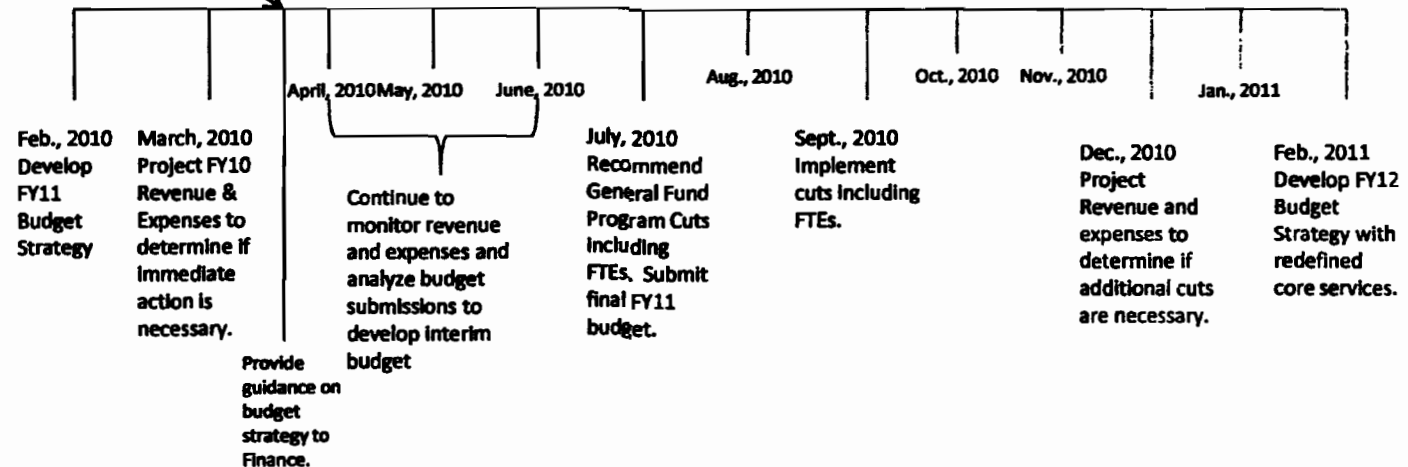 April, 2010
May, 2010
June, 2010
Aug., 2010
Oct., 2010
Nov., 2010
Jan., 2011
Feb., 2010
Develop
FY11
Budget
Strategy
March, 2010
Project FY10
Revenue &
Expenses to
determine if
immediate
action is
necessary.
Provide
guidance on
budget
strategy to
Finance.
Continue to
monitor revenue
and expenses and
analyze budget
submissions to
develop interim
budget
July, 2010
Recommend
General Fund
Program Cuts
including
FTEs. Submit
final FY11
budget.
Sept., 2010
Implement
cuts including
FTEs.
Dec., 2010
Project
Revenue and
expenses to
determine if
additional cuts
are necessary.
Feb., 2011
Develop FY12
Budget
Strategy with
redefined
core services.